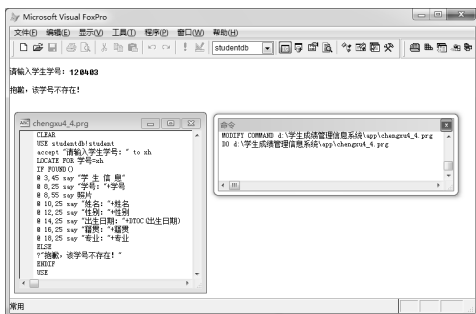 Microsoft Visual FoxPro
文件(F) 编辑(E) 显示(V) 工具(T) 程序(P) 窗口(W) 帮助(H)
studentdb
请输入学生学号：120403
抱歉，该学号不存在！
chengxu4_4.prg
CLEAR
USE studentdb!student
accept "请输入学生学号：" to xh
LOCATE FOR 学号=xh
IF FOUND()
@ 3,45 say "学 生 信 息"
@ 8,25 say "学号："+学号
@ 8,55 say 照片
@ 10,25 say "姓名："+姓名
@ 12,25 say "性别："+性别
@ 14,25 say "出生日期："+DTOC(出生日期)
@ 16,25 say "籍贯："+籍贯
@ 18,25 say "专业："+专业
ELSE
?"抱歉，该学号不存在！"
ENDIF
USE
命令
MODIFY COMMAND d:\学生成绩管理信息系统\app\chengxu4_4.prg
DO d:\学生成绩管理信息系统\app\chengxu4_4.prg
常用